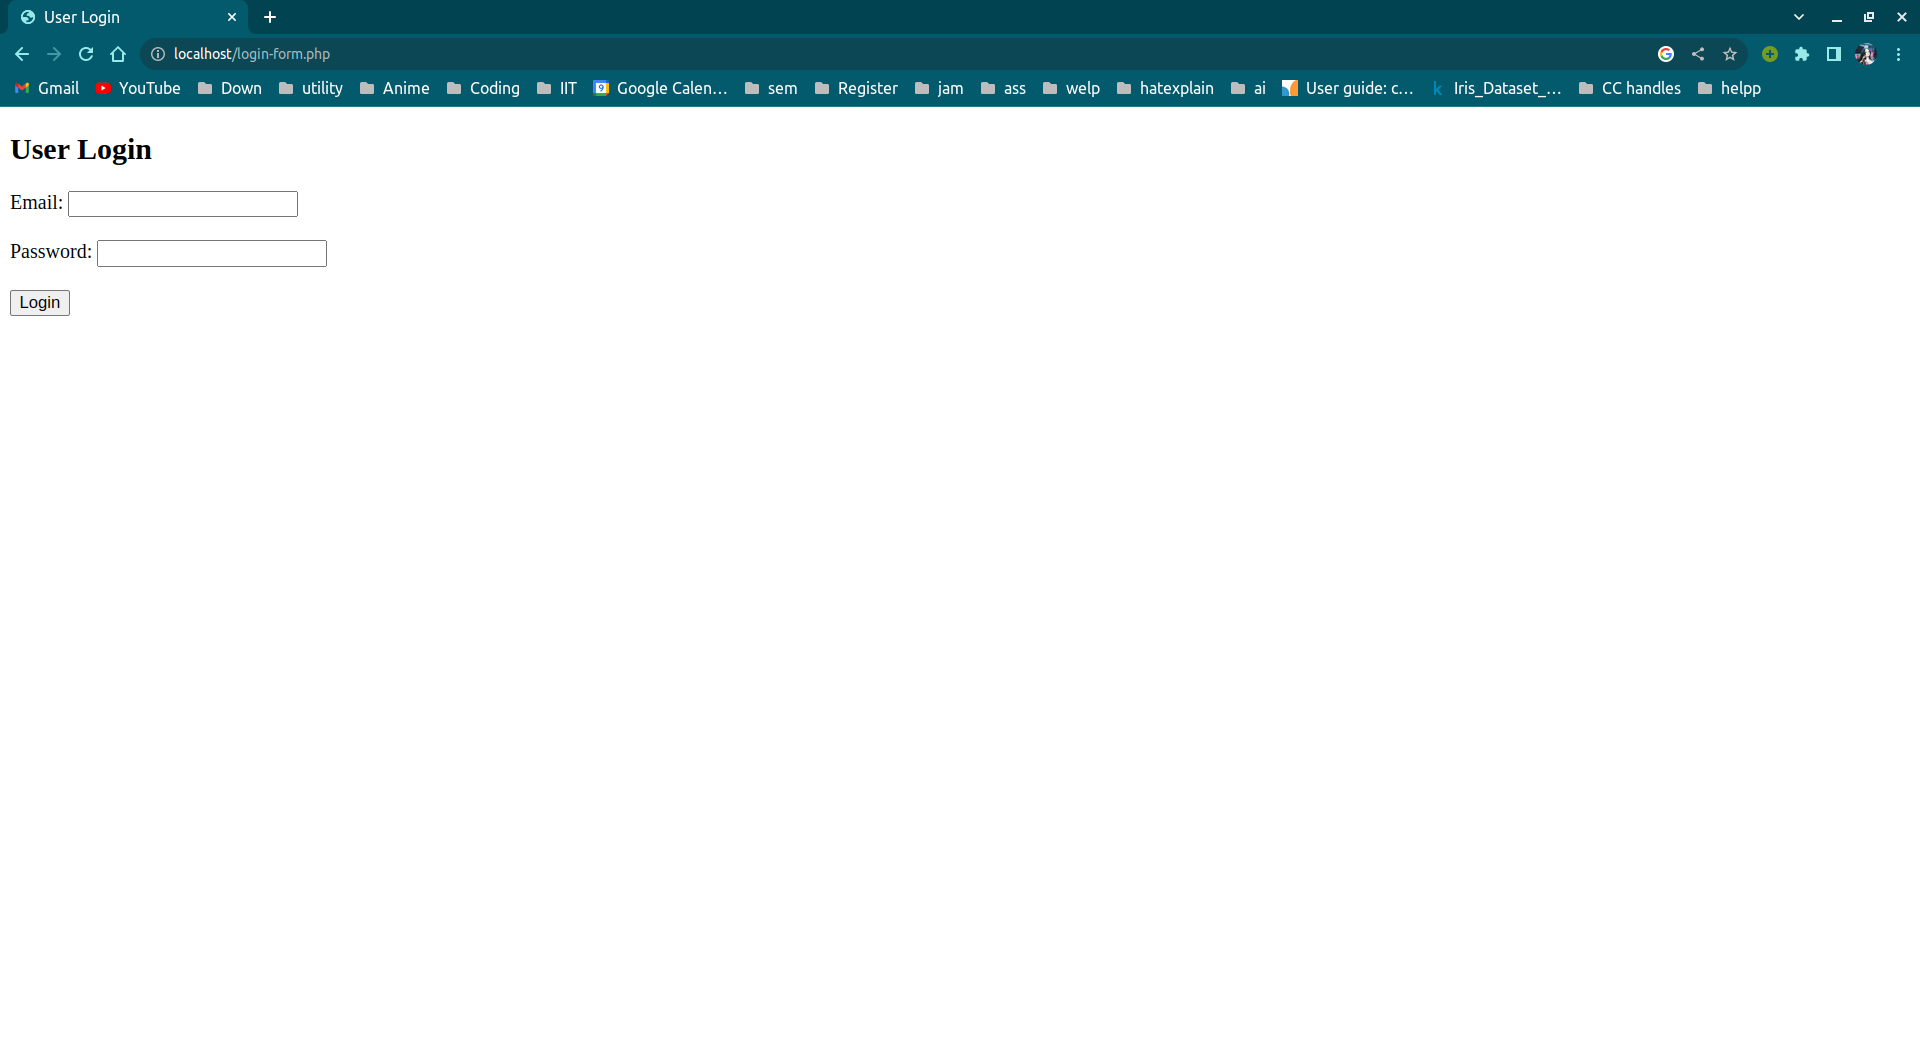 User Login
localhost/login-form.php
Gmail YouTube Down utility Anime Coding IIT 9 Google Calen... sem Register jam ass welp hatexplain ai User guide: c... k Iris_Dataset_... CC handles helpp
User Login
Email:
Password:
Login